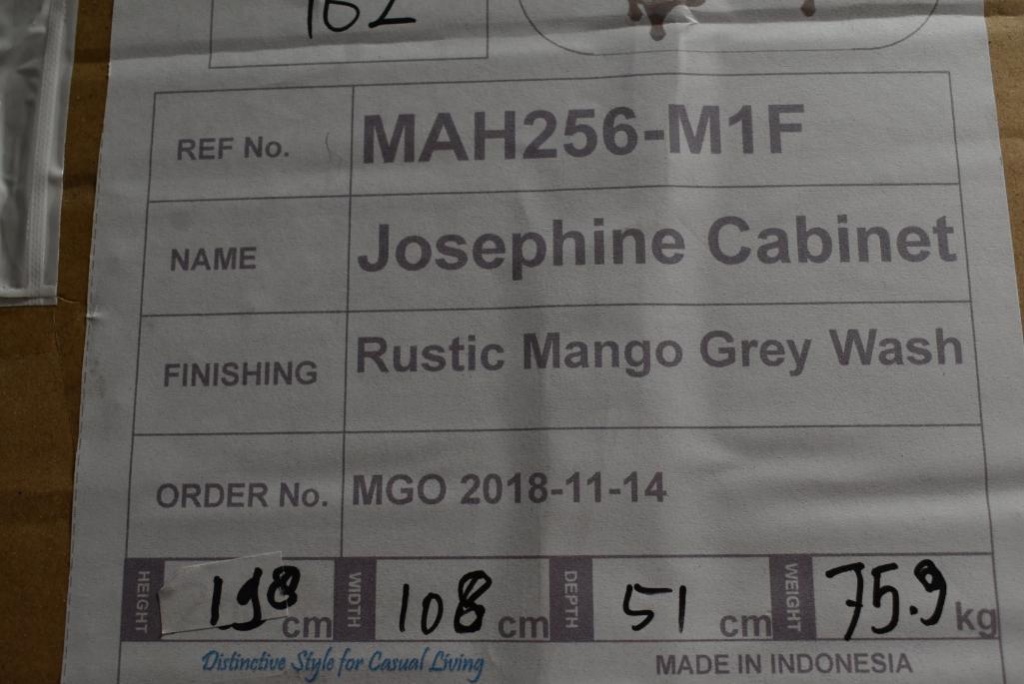 162
REF No. MAH256-M1F
NAME Josephine Cabinet
FINISHING Rustic Mango Grey Wash
ORDER No. MGO 2018-11-14
HEIGHT 198 cm WIDTH 108 cm DEPTH 51 cm WEIGHT 75.9 kg
Distinctive Style for Casual Living MADE IN INDONESIA